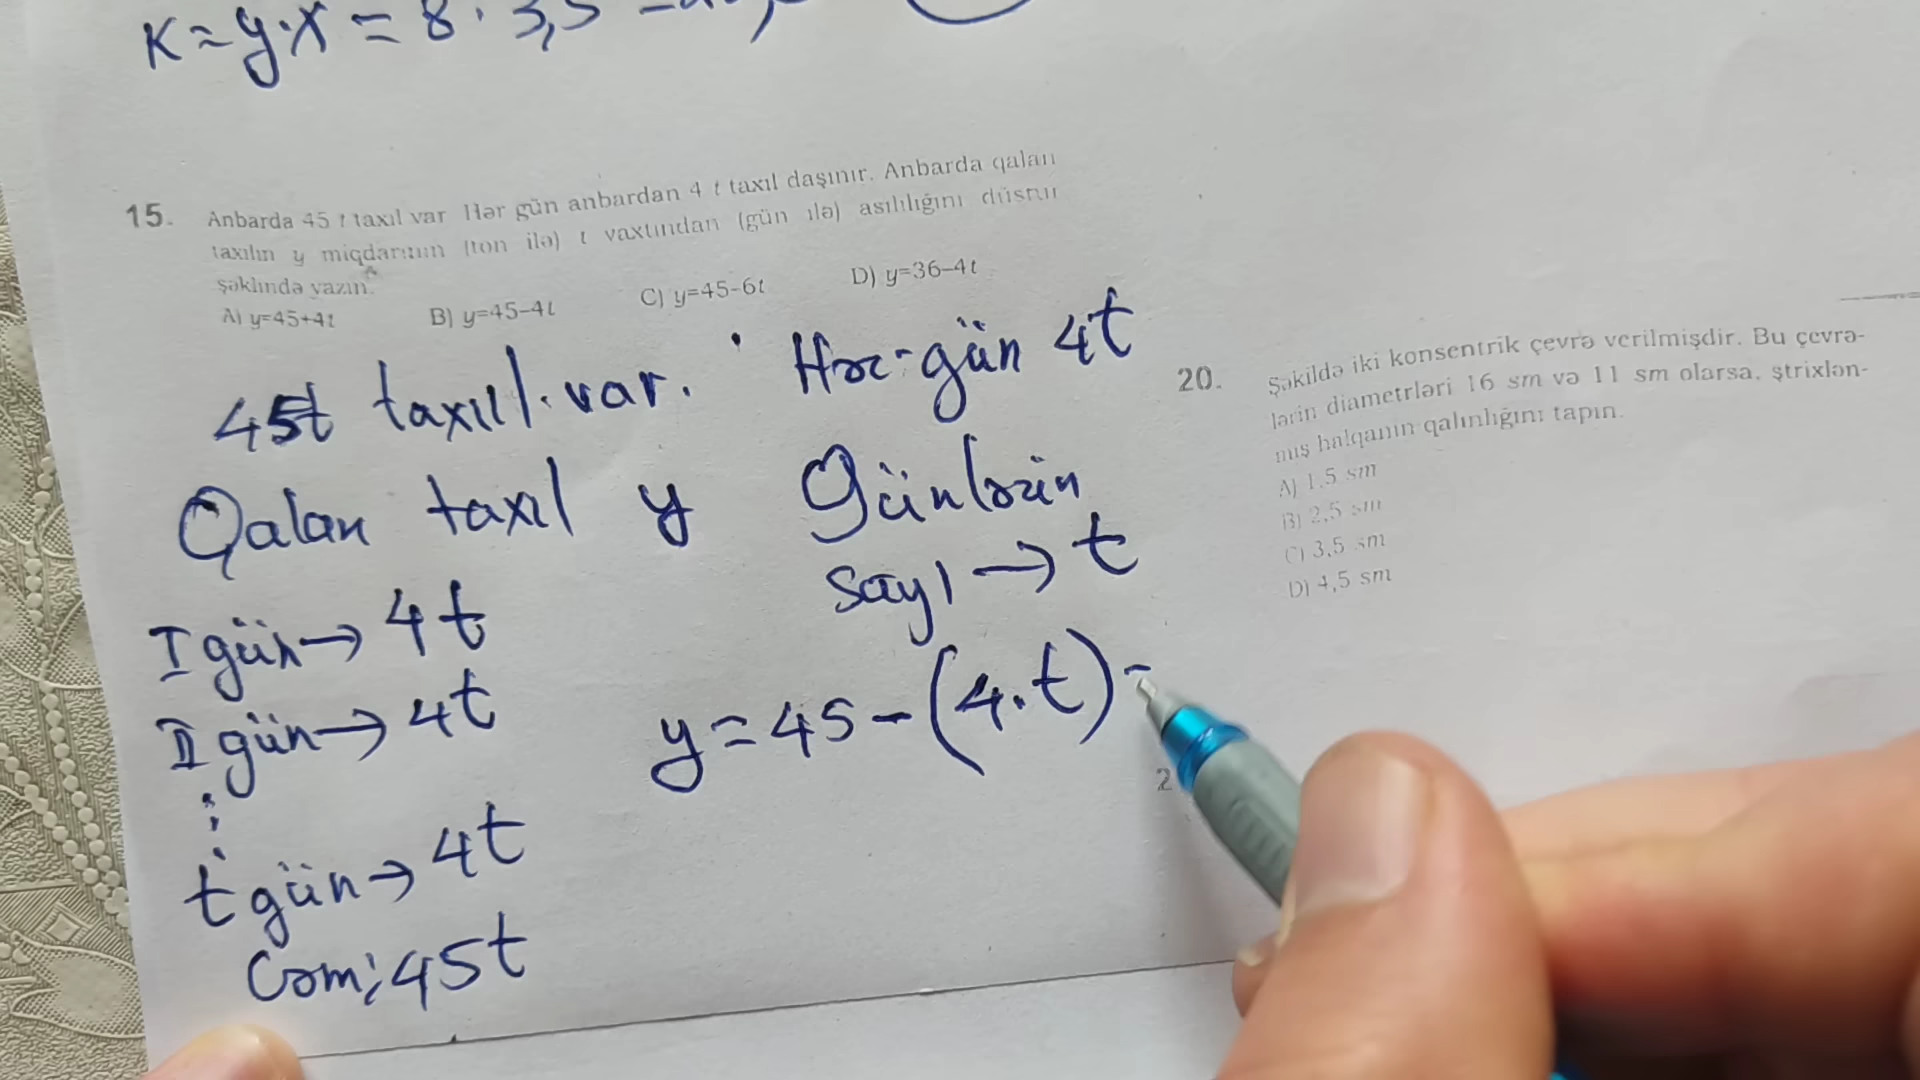 K=y·x=8·3,5
15. Anbarda 45 t taxıl var. Hər gün anbardan 4 t taxıl daşınır. Anbarda qalan
taxılın y miqdarının (ton ilə) t vaxtından (gün ilə) asılılığını düstur
şəklində yazın.
A) y=45+4t B) y=45-4t C) y=45-6t D) y=36-4t
45t taxıl var. Hər gün 4t
Qalan taxıl y Günlərin
sayı → t
I gün → 4t
II gün → 4t
y = 45 - (4·t) =
t gün → 4t
Cəm: 45t
20. Şəkildə iki konsentrik çevrə verilmişdir. Bu çevrə-
lərin diametrləri 16 sm və 11 sm olarsa, ştrixlən-
miş halqanın qalınlığını tapın.
A) 1,5 sm
B) 2,5 sm
C) 3,5 sm
D) 4,5 sm
2